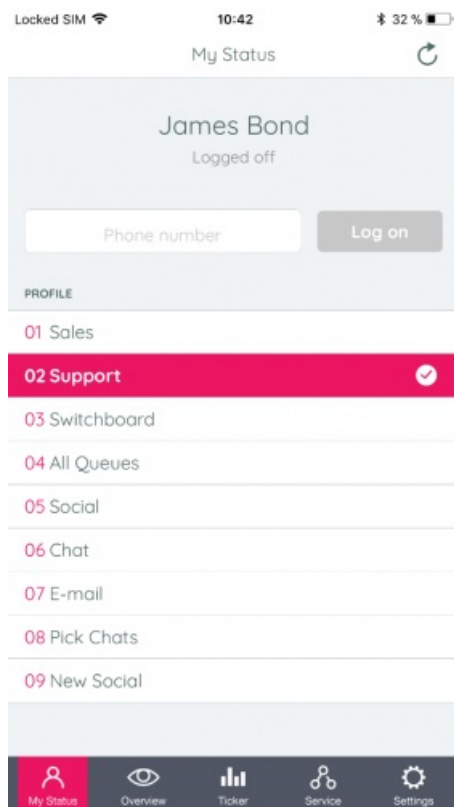 Locked SIM 10:42 32 %
My Status
James Bond
Logged off
Phone number Log on
PROFILE
01 Sales
02 Support
03 Switchboard
04 All Queues
05 Social
06 Chat
07 E-mail
08 Pick Chats
09 New Social
My Status Overview Ticker Service Settings